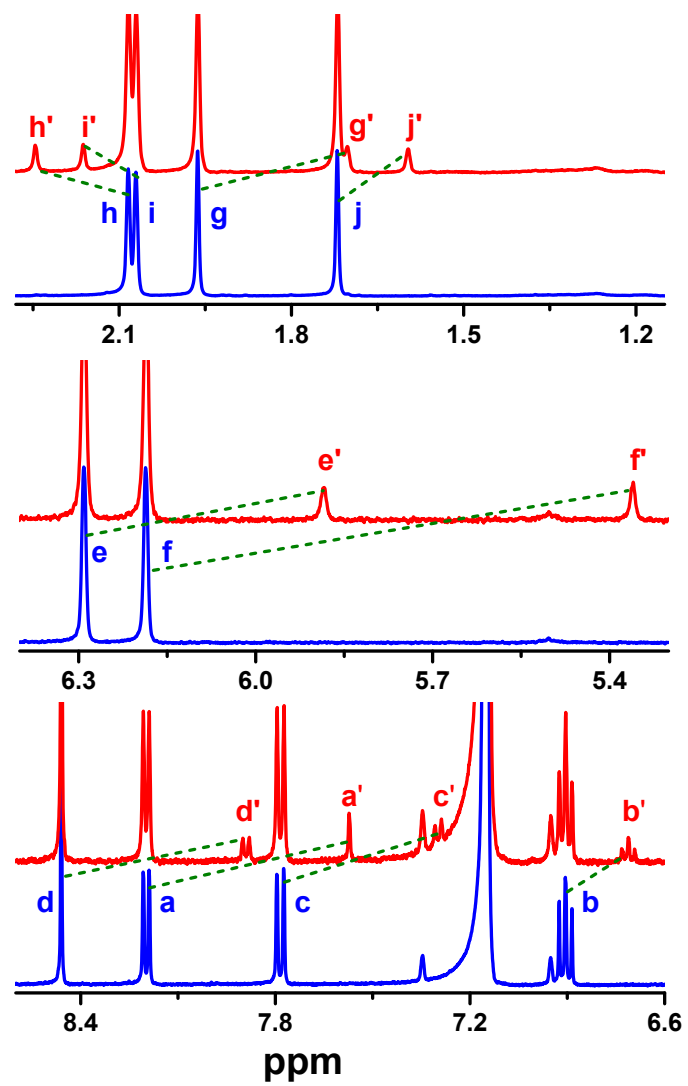 h' i' g' j'
h i g j
2.1 1.8 1.5 1.2
e' f'
e f
6.3 6.0 5.7 5.4
d' a' c' b'
d a c b
8.4 7.8 7.2 6.6
ppm